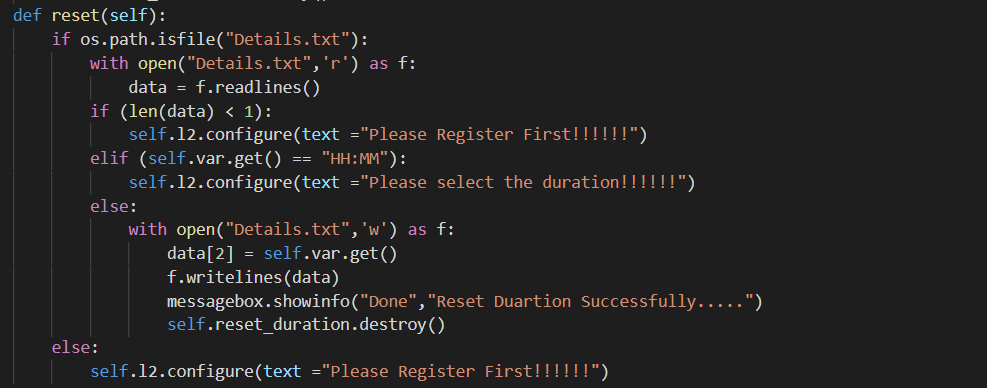 def reset(self):
    if os.path.isfile("Details.txt"):
        with open("Details.txt",'r') as f:
            data = f.readlines()
        if (len(data) < 1):
            self.l2.configure(text ="Please Register First!!!!!!")
        elif (self.var.get() == "HH:MM"):
            self.l2.configure(text ="Please select the duration!!!!!!")
        else:
            with open("Details.txt",'w') as f:
                data[2] = self.var.get()
                f.writelines(data)
                messagebox.showinfo("Done","Reset Duartion Successfully.....")
                self.reset_duration.destroy()
    else:
        self.l2.configure(text ="Please Register First!!!!!!")